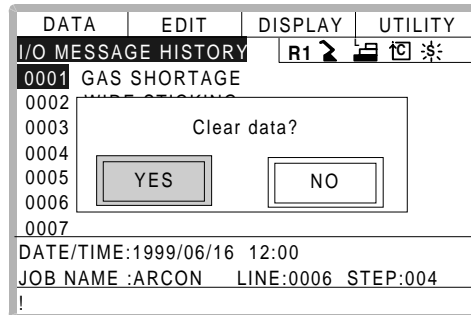 DATA EDIT DISPLAY UTILITY
I/O MESSAGE HISTORY R1
0001 GAS SHORTAGE
0002
0003 Clear data?
0004
0005 YES NO
0006
0007
DATE/TIME:1999/06/16 12:00
JOB NAME :ARCON LINE:0006 STEP:004
!